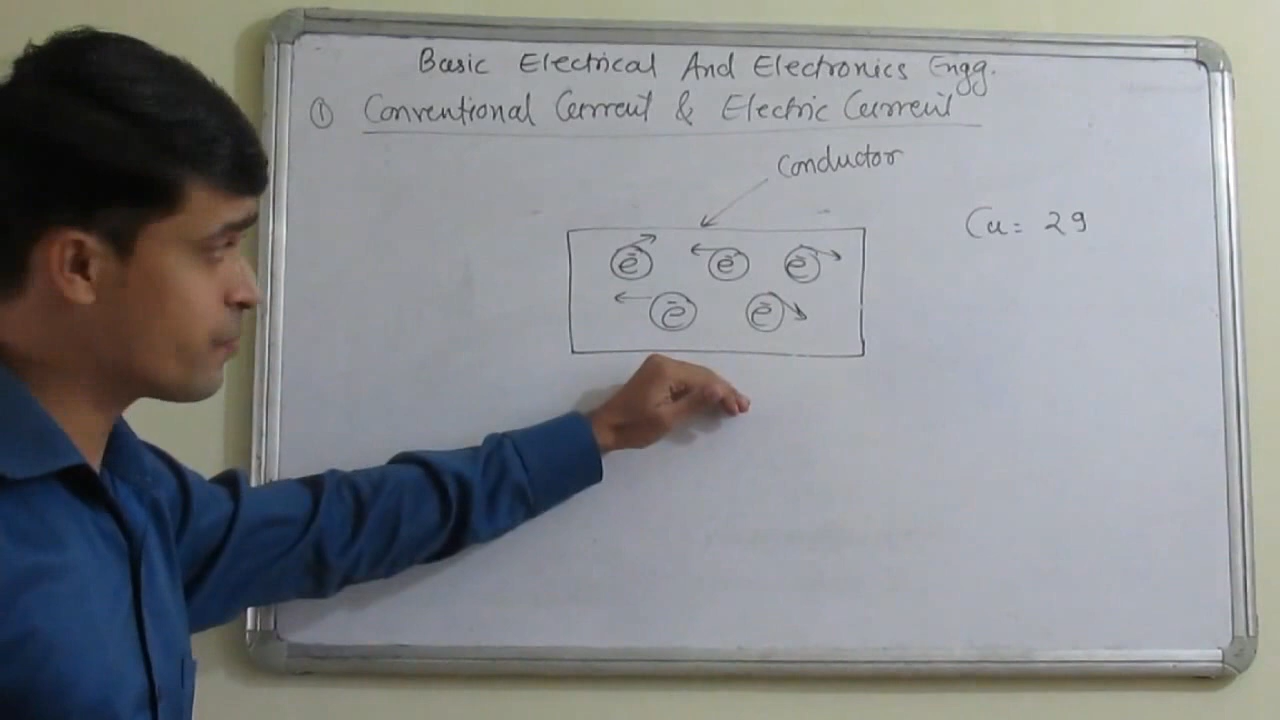 Basic Electrical And Electronics Engg.
① Conventional Current & Electric Current
Conductor
Cu = 29
e⁻ e⁻ e⁻
e⁻ e⁻